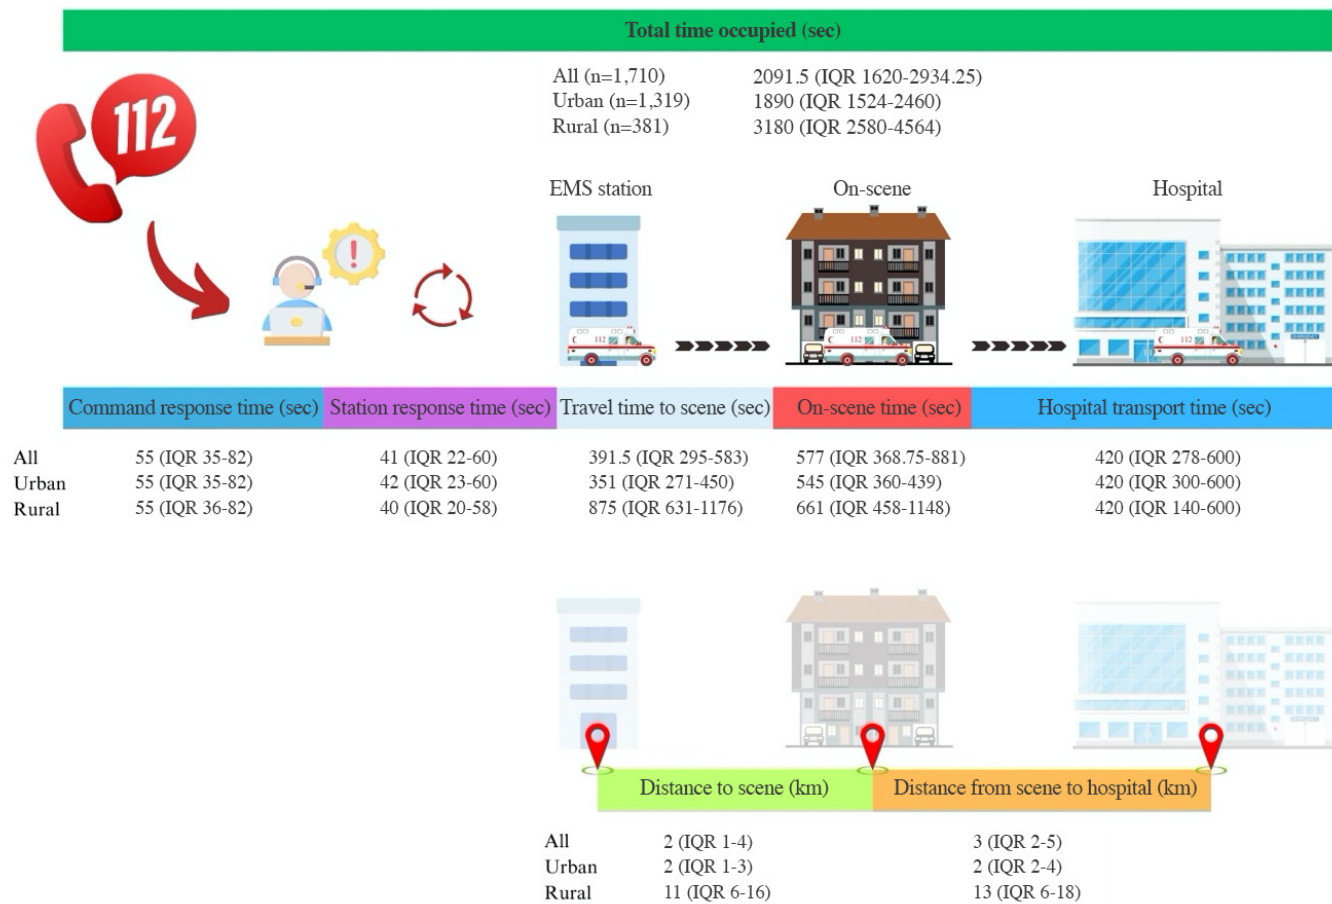 Total time occupied (sec)
All (n=1,710) 2091.5 (IQR 1620-2934.25)
Urban (n=1,319) 1890 (IQR 1524-2460)
Rural (n=381) 3180 (IQR 2580-4564)
112
EMS station On-scene Hospital
112 112 112
Command response time (sec) Station response time (sec) Travel time to scene (sec) On-scene time (sec) Hospital transport time (sec)
All 55 (IQR 35-82) 41 (IQR 22-60) 391.5 (IQR 295-583) 577 (IQR 368.75-881) 420 (IQR 278-600)
Urban 55 (IQR 35-82) 42 (IQR 23-60) 351 (IQR 271-450) 545 (IQR 360-439) 420 (IQR 300-600)
Rural 55 (IQR 36-82) 40 (IQR 20-58) 875 (IQR 631-1176) 661 (IQR 458-1148) 420 (IQR 140-600)
Distance to scene (km) Distance from scene to hospital (km)
All 2 (IQR 1-4) 3 (IQR 2-5)
Urban 2 (IQR 1-3) 2 (IQR 2-4)
Rural 11 (IQR 6-16) 13 (IQR 6-18)